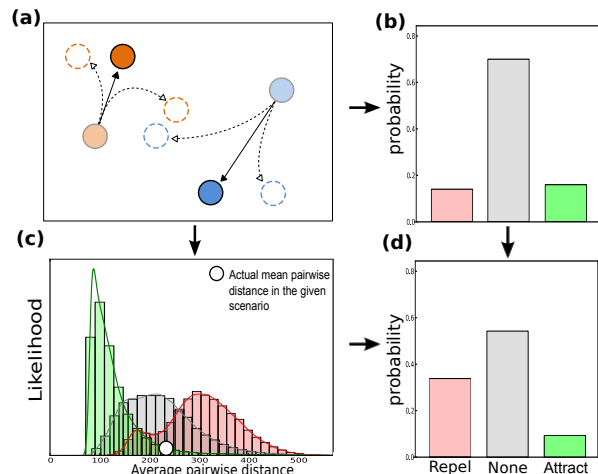 (a)
(b)
probability
0.8
0.6
0.4
0.2
0.0
(c)
Likelihood
Actual mean pairwise
distance in the given
scenario
0 100 200 300 400 500
Average pairwise distance
(d)
probability
0.8
0.6
0.4
0.2
0.0
Repel None Attract